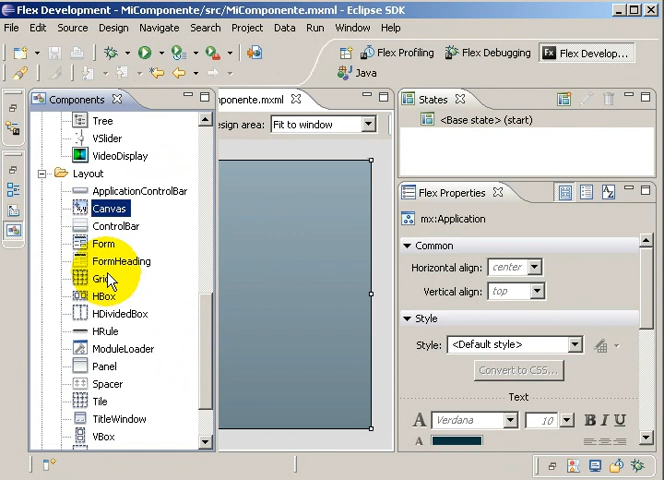 Flex Development - MiComponente/src/MiComponente.mxml - Eclipse SDK
File Edit Source Design Navigate Search Project Data Run Window Help
Flex Profiling Flex Debugging Flex Develop...
Java
Components
Tree
VSlider
VideoDisplay
Layout
ApplicationControlBar
Canvas
ControlBar
Form
FormHeading
Grid
HBox
HDividedBox
HRule
ModuleLoader
Panel
Spacer
Tile
TitleWindow
VBox
ponente.mxml
esign area: Fit to window
States
<Base state> (start)
Flex Properties
mx:Application
Common
Horizontal align: center
Vertical align: top
Style
Style: <Default style>
Convert to CSS...
Text
A Verdana 10 B I U
A